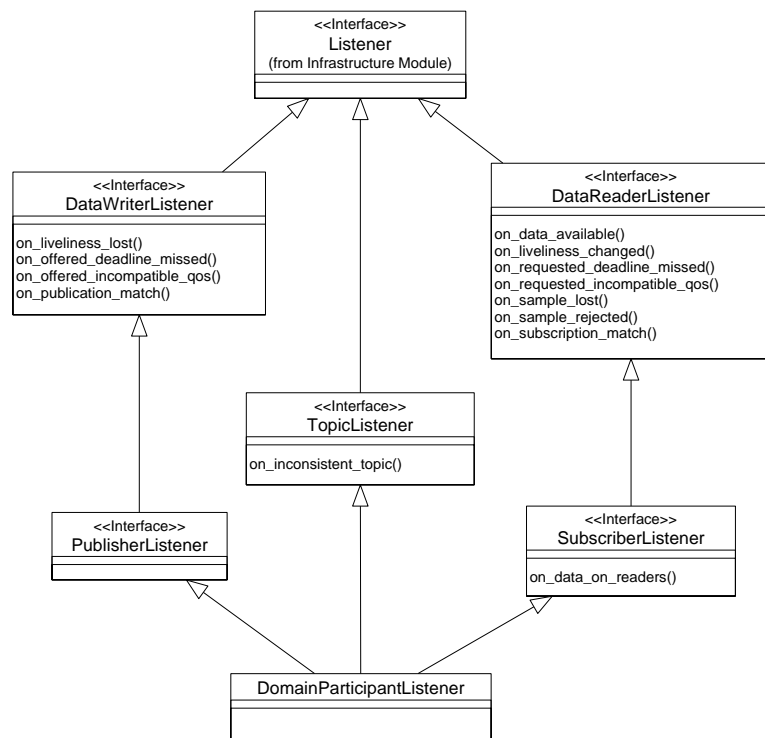 <<Interface>>
Listener
(from Infrastructure Module)
<<Interface>>
DataWriterListener
on_liveliness_lost()
on_offered_deadline_missed()
on_offered_incompatible_qos()
on_publication_match()
<<Interface>>
DataReaderListener
on_data_available()
on_liveliness_changed()
on_requested_deadline_missed()
on_requested_incompatible_qos()
on_sample_lost()
on_sample_rejected()
on_subscription_match()
<<Interface>>
TopicListener
on_inconsistent_topic()
<<Interface>>
PublisherListener
<<Interface>>
SubscriberListener
on_data_on_readers()
DomainParticipantListener